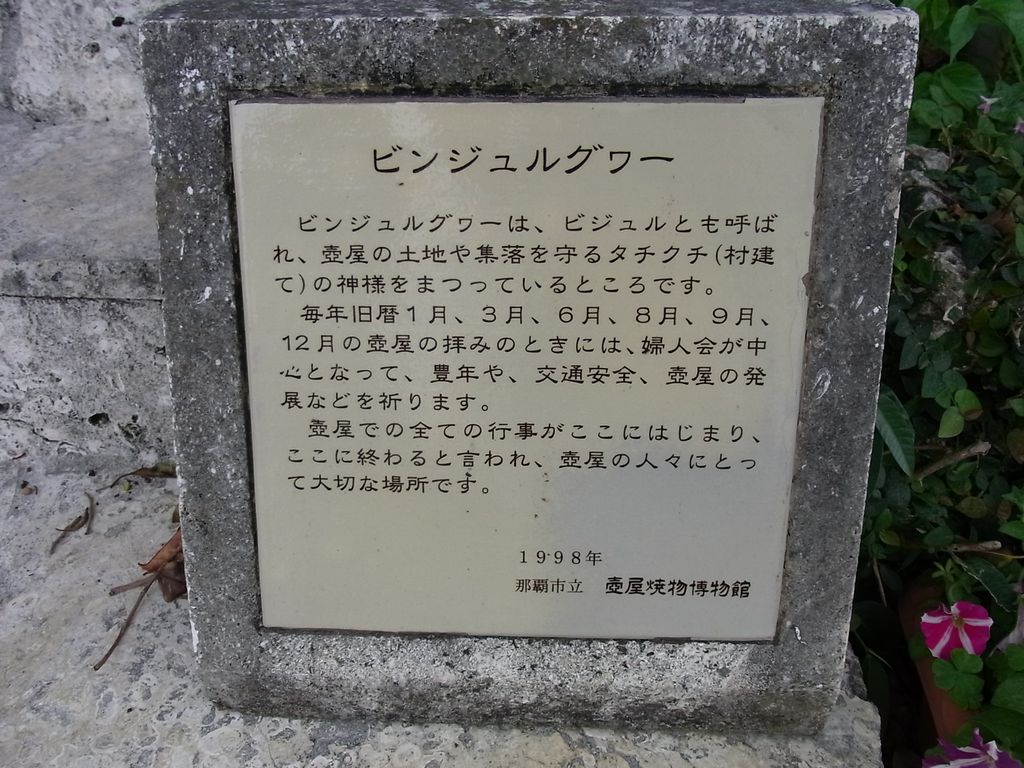 ビンジュルグヮー
ビンジュルグヮーは、ビジュルとも呼ば
れ、壺屋の土地や集落を守るタチクチ(村建
て)の神様をまつっているところです。
毎年旧暦1月、3月、6月、8月、9月、
12月の壺屋の拝みのときには、婦人会が中
心となって、豊年や、交通安全、壺屋の発
展などを祈ります。
壺屋での全ての行事がここにはじまり、
ここに終わると言われ、壺屋の人々にとっ
て大切な場所です。
1998年
那覇市立 壺屋焼物博物館